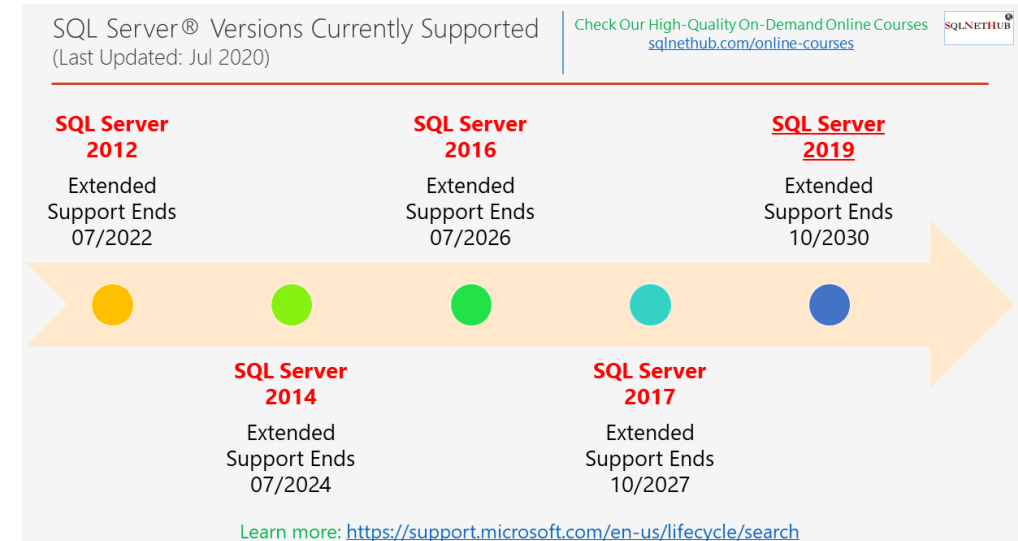 SQL Server® Versions Currently Supported
(Last Updated: Jul 2020)
Check Our High-Quality On-Demand Online Courses
sqlnethub.com/online-courses
SQLNETHUB
SQL Server
2012
Extended
Support Ends
07/2022
SQL Server
2016
Extended
Support Ends
07/2026
SQL Server
2019
Extended
Support Ends
10/2030
SQL Server
2014
Extended
Support Ends
07/2024
SQL Server
2017
Extended
Support Ends
10/2027
Learn more: https://support.microsoft.com/en-us/lifecycle/search